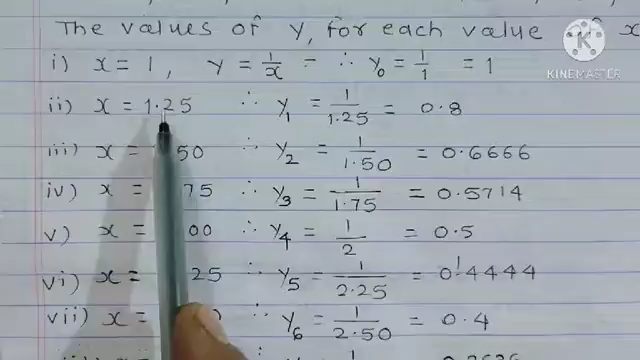 The values of y, for each value of x
i) x = 1, y = 1/x = ∴ y₀ = 1/1 = 1
ii) x = 1.25 ∴ y₁ = 1/1.25 = 0.8
iii) x = 50 ∴ y₂ = 1/1.50 = 0.6666
iv) x = 75 ∴ y₃ = 1/1.75 = 0.5714
v) x = 00 ∴ y₄ = 1/2 = 0.5
vi) x = 25 ∴ y₅ = 1/2.25 = 0.4444
vii) x = ∴ y₆ = 1/2.50 = 0.4
KINEMASTER